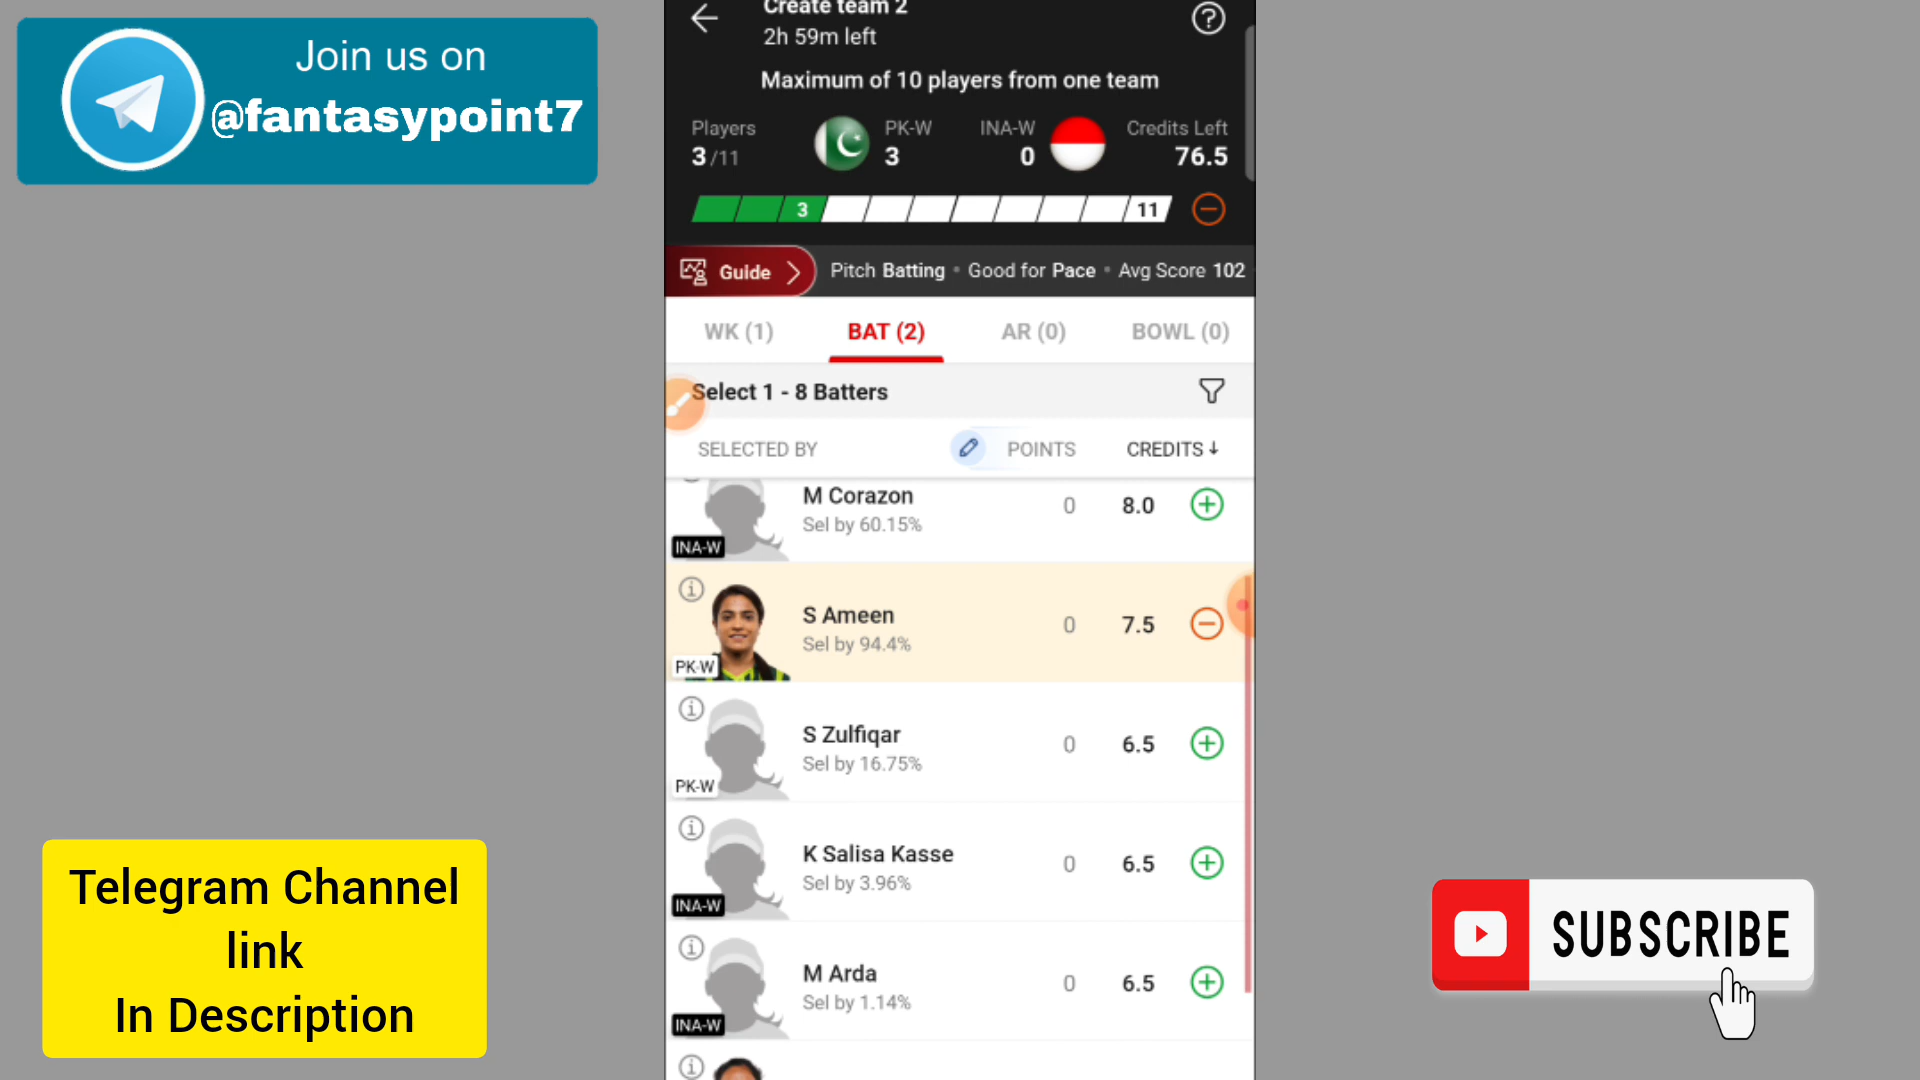 Join us on
@fantasypoint7
Create team 2
2h 59m left
Maximum of 10 players from one team
Players
3 /11
PK-W
3
INA-W
0
Credits Left
76.5
3
11
Guide
Pitch Batting • Good for Pace • Avg Score 102
WK (1)
BAT (2)
AR (0)
BOWL (0)
Select 1 - 8 Batters
SELECTED BY
POINTS
CREDITS↓
M Corazon
Sel by 60.15%
0
8.0
INA-W
S Ameen
Sel by 94.4%
0
7.5
PK-W
S Zulfiqar
Sel by 16.75%
0
6.5
PK-W
K Salisa Kasse
Sel by 3.96%
0
6.5
INA-W
M Arda
Sel by 1.14%
0
6.5
INA-W
Telegram Channel
link
In Description
SUBSCRIBE